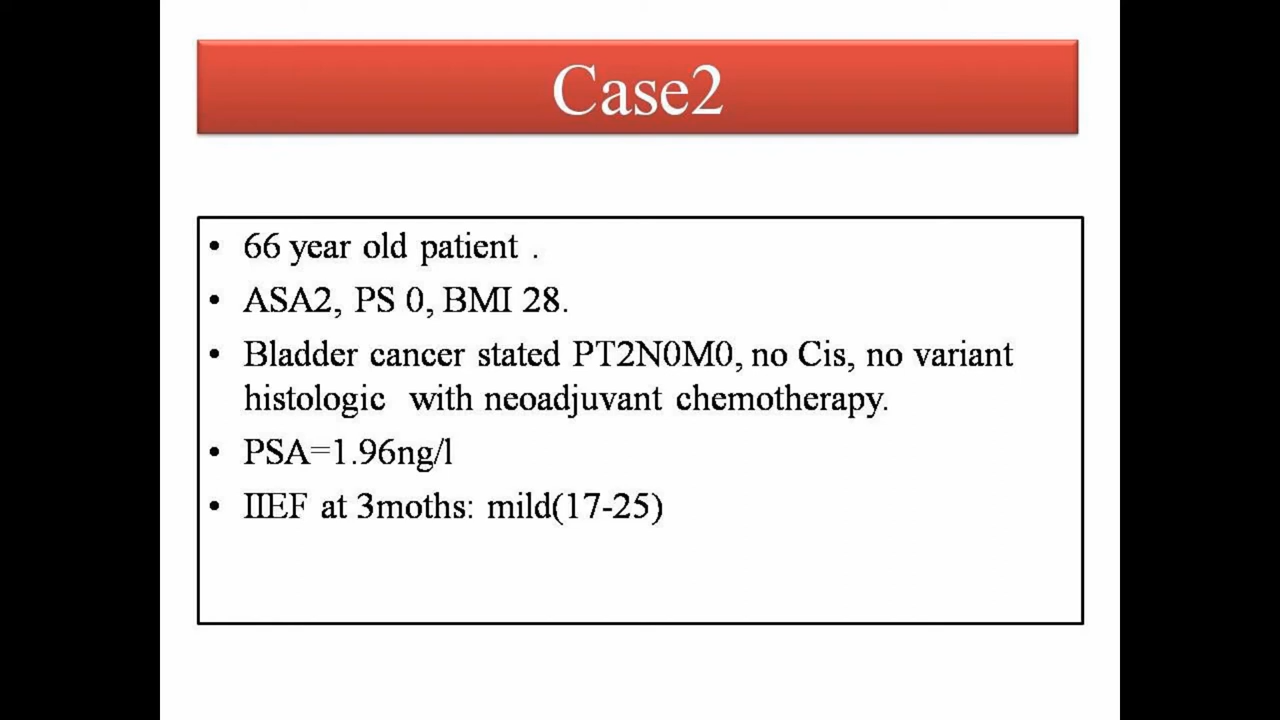 Case2
• 66 year old patient .
• ASA2, PS 0, BMI 28.
• Bladder cancer stated PT2N0M0, no Cis, no variant
histologic with neoadjuvant chemotherapy.
• PSA=1.96ng/l
• IIEF at 3moths: mild(17-25)